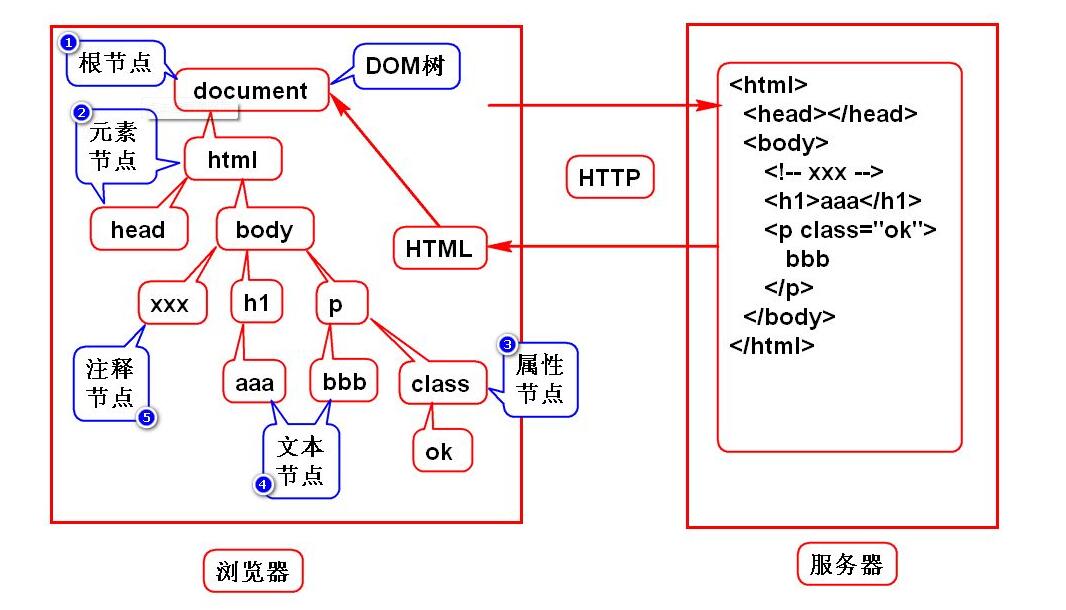 1
根节点
DOM树
document
2
元素
节点
html
head
body
HTML
HTTP
xxx
h1
p
注释
节点
5
aaa
bbb
class
3
属性
节点
文本
节点
4
ok
浏览器
<html>
<head></head>
<body>
<!-- xxx -->
<h1>aaa</h1>
<p class="ok">
bbb
</p>
</body>
</html>
服务器